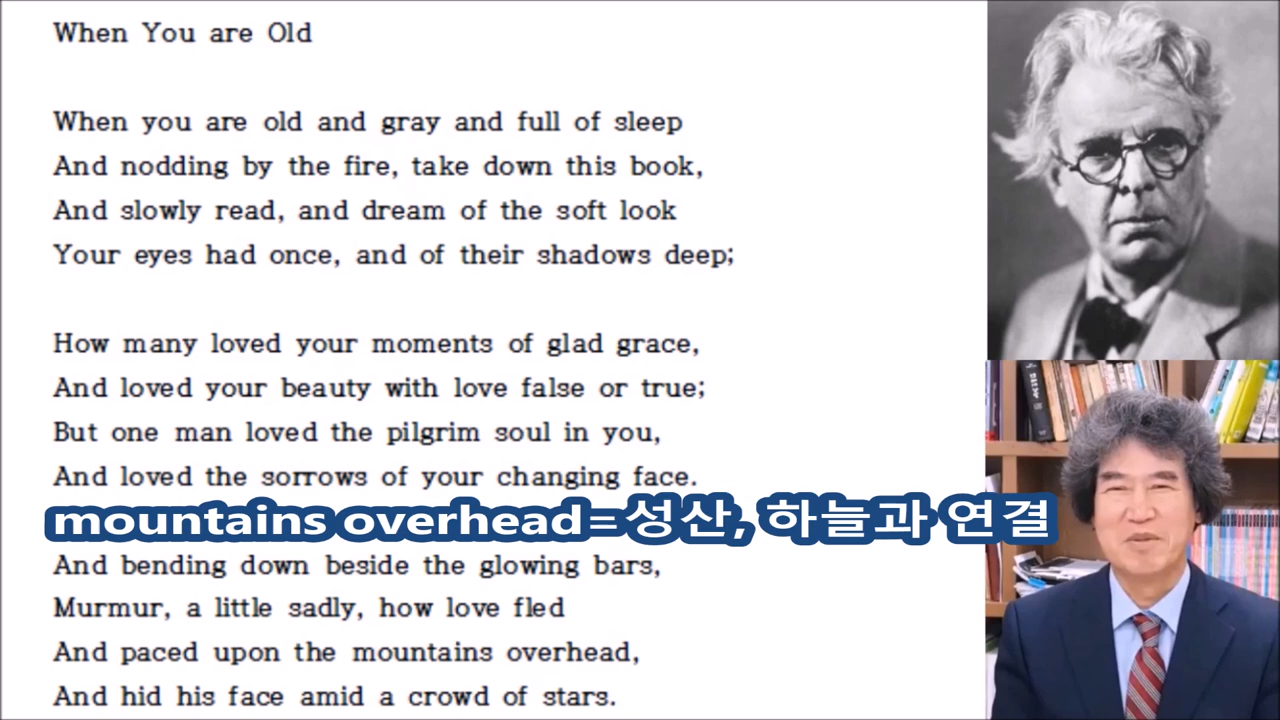 When You are Old
When you are old and gray and full of sleep
And nodding by the fire, take down this book,
And slowly read, and dream of the soft look
Your eyes had once, and of their shadows deep;
How many loved your moments of glad grace,
And loved your beauty with love false or true;
But one man loved the pilgrim soul in you,
And loved the sorrows of your changing face.
mountains overhead=성산, 하늘과 연결
And bending down beside the glowing bars,
Murmur, a little sadly, how love fled
And paced upon the mountains overhead,
And hid his face amid a crowd of stars.